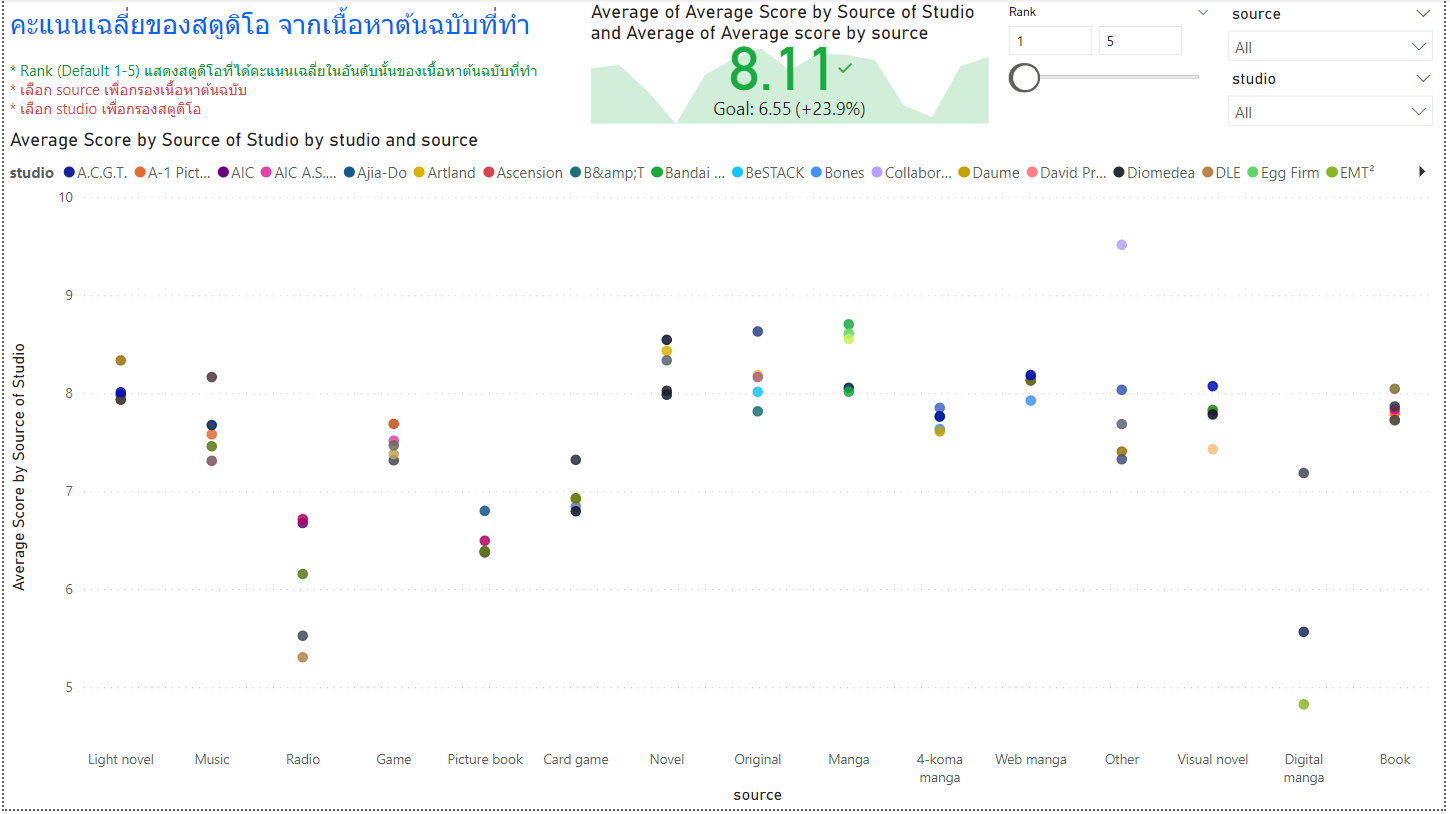 คะแนนเฉลี่ยของสตูดิโอ จากเนื้อหาต้นฉบับที่ทำ
* Rank (Default 1-5) แสดงสตูดิโอที่ได้คะแนนเฉลี่ยในอันดับนั้นของเนื้อหาต้นฉบับที่ทำ
* เลือก source เพื่อกรองเนื้อหาต้นฉบับ
* เลือก studio เพื่อกรองสตูดิโอ
Average of Average Score by Source of Studio
and Average of Average score by source
8.11
Goal: 6.55 (+23.9%)
Rank
1 5
source
All
studio
All
Average Score by Source of Studio by studio and source
studio A.C.G.T. A-1 Pict... AIC AIC A.S.... Ajia-Do Artland Ascension B&amp;T Bandai ... BeSTACK Bones Collabor... Daume David Pr... Diomedea DLE Egg Firm EMT²
Average Score by Source of Studio
10
9
8
7
6
5
Light novel Music Radio Game Picture book Card game Novel Original Manga 4-koma manga Web manga Other Visual novel Digital manga Book
source